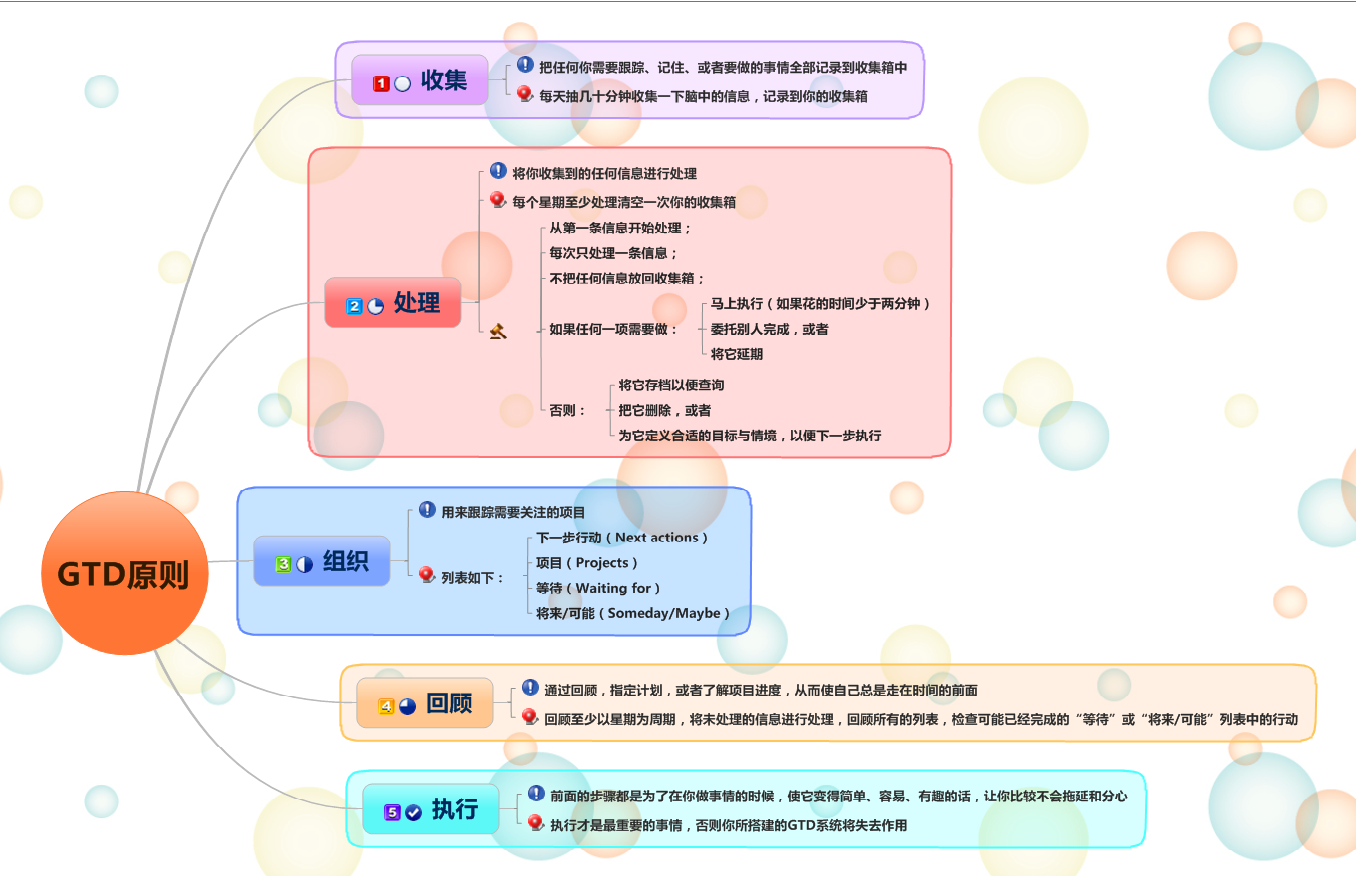 GTD原则
1 收集
把任何你需要跟踪、记住、或者要做的事情全部记录到收集箱中
每天抽几十分钟收集一下脑中的信息，记录到你的收集箱
2 处理
将你收集到的任何信息进行处理
每个星期至少处理清空一次你的收集箱
从第一条信息开始处理；
每次只处理一条信息；
不把任何信息放回收集箱；
如果任何一项需要做：
马上执行（如果花的时间少于两分钟）
委托别人完成，或者
将它延期
否则：
将它存档以便查询
把它删除，或者
为它定义合适的目标与情境，以便下一步执行
3 组织
用来跟踪需要关注的项目
列表如下：
下一步行动（Next actions）
项目（Projects）
等待（Waiting for）
将来/可能（Someday/Maybe）
4 回顾
通过回顾，指定计划，或者了解项目进度，从而使自己总是走在时间的前面
回顾至少以星期为周期，将未处理的信息进行处理，回顾所有的列表，检查可能已经完成的“等待”或“将来/可能”列表中的行动
5 执行
前面的步骤都是为了在你做事情的时候，使它变得简单、容易、有趣的话，让你比较不会拖延和分心
执行才是最重要的事情，否则你所搭建的GTD系统将失去作用